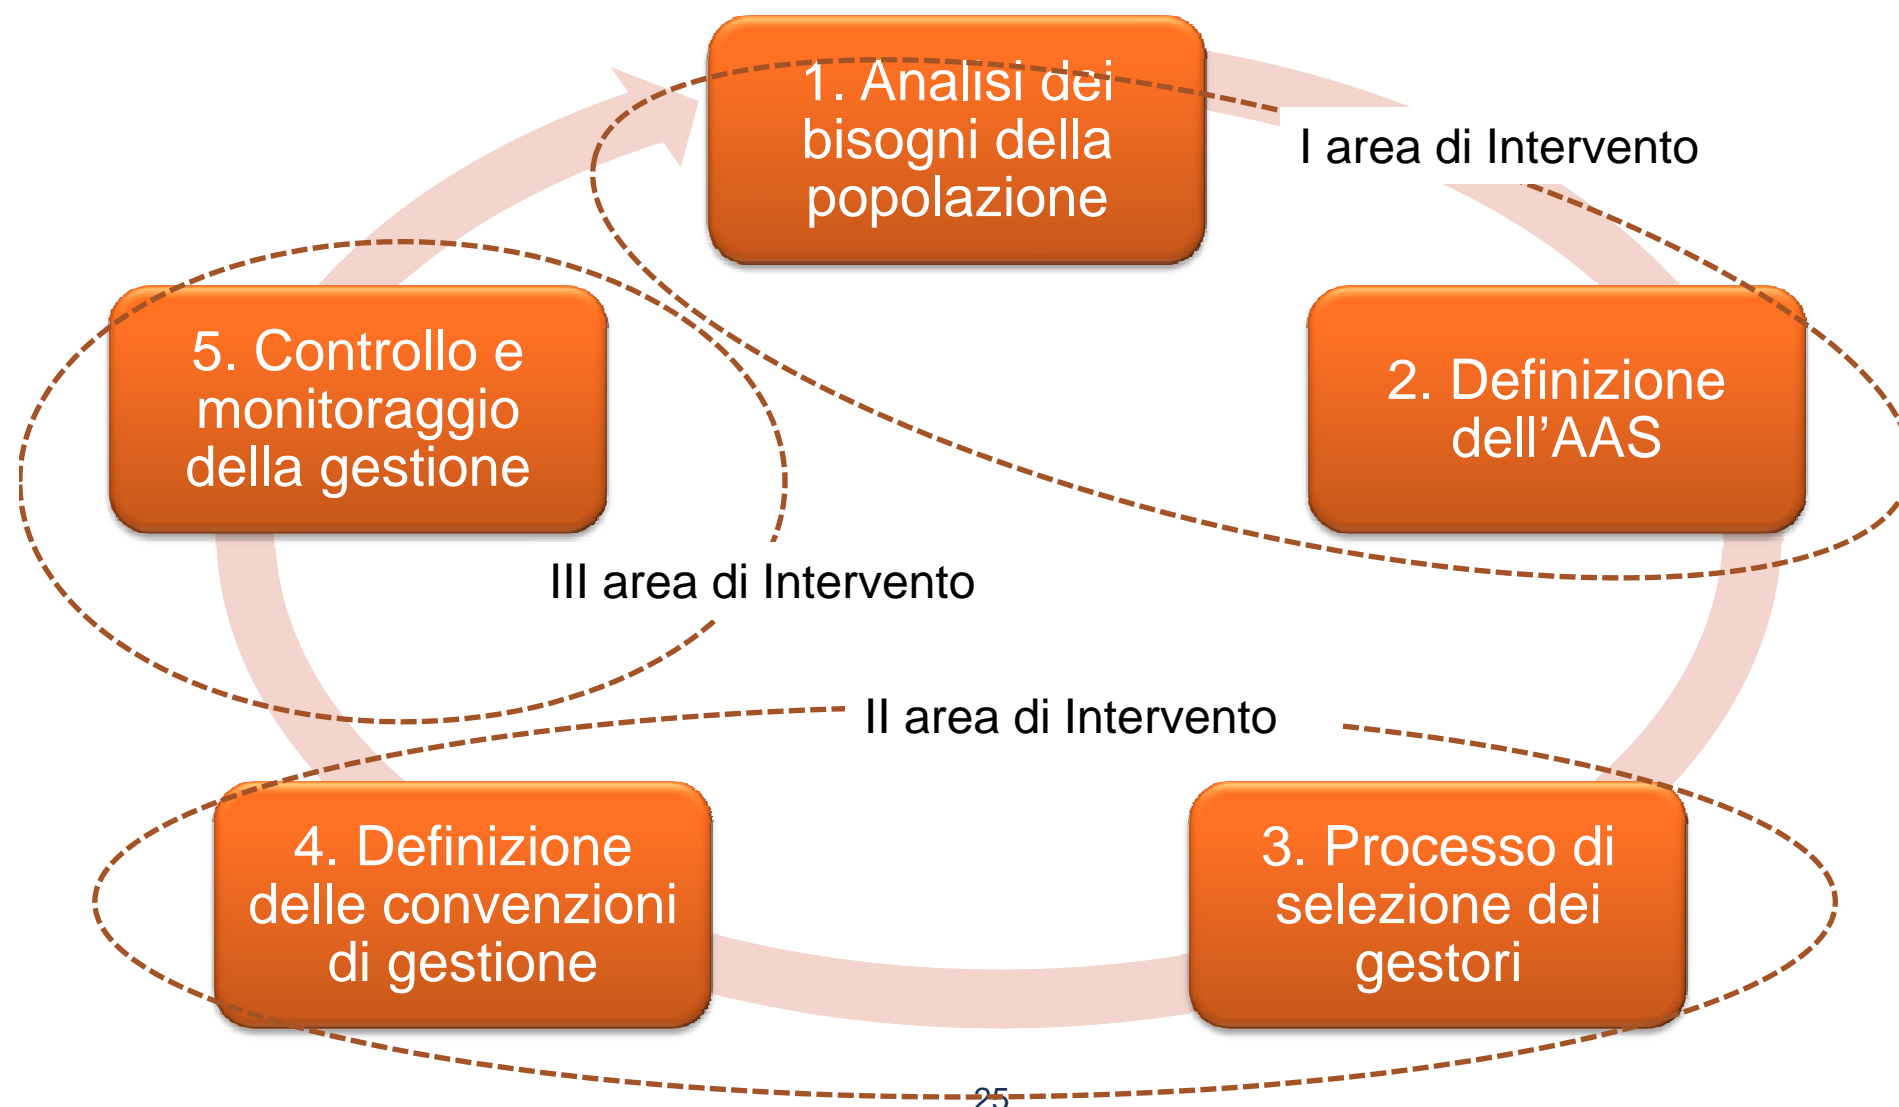 1. Analisi dei
bisogni della
popolazione
I area di Intervento
2. Definizione
dell’AAS
5. Controllo e
monitoraggio
della gestione
III area di Intervento
II area di Intervento
3. Processo di
selezione dei
gestori
4. Definizione
delle convenzioni
di gestione
25